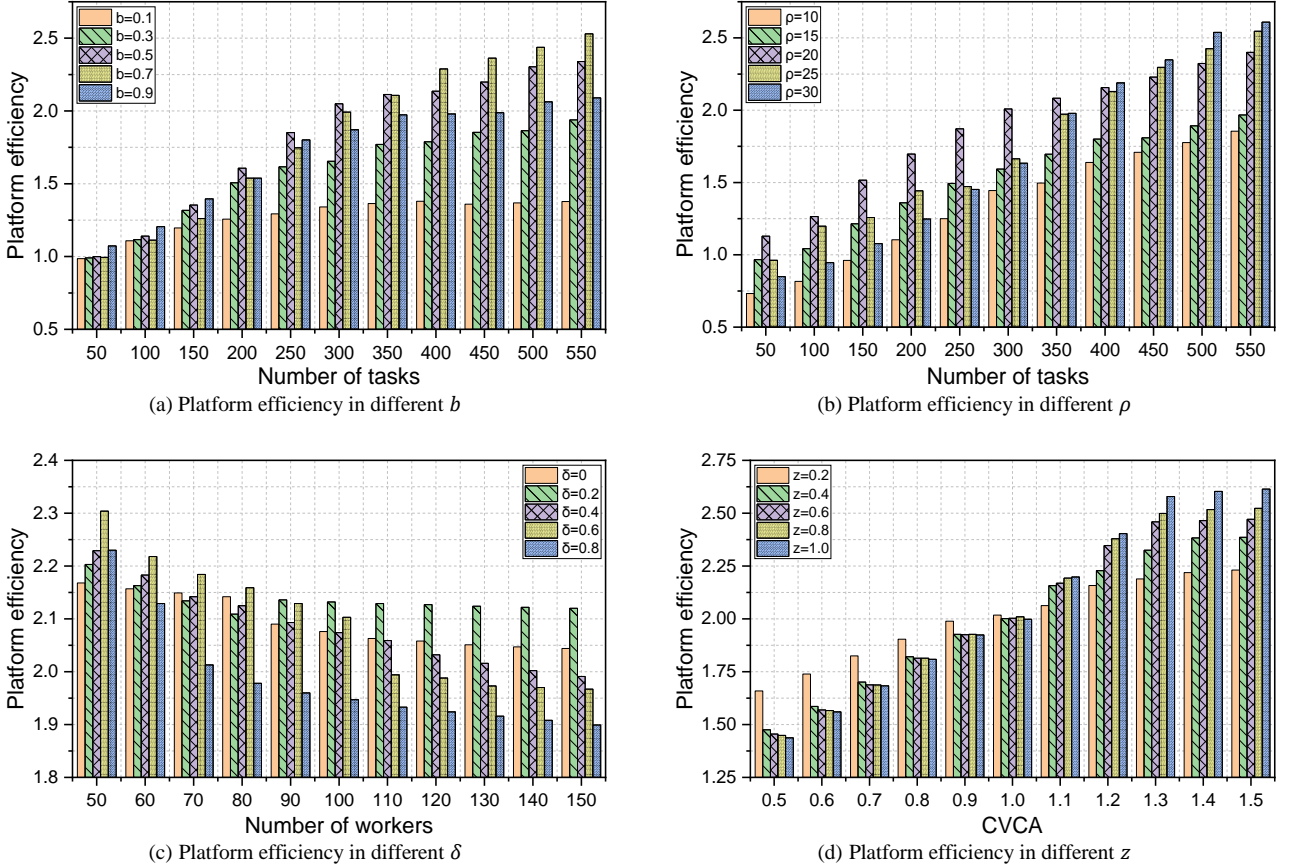 b=0.1
b=0.3
b=0.5
b=0.7
b=0.9
2.5
2.0
1.5
1.0
0.5
Platform efficiency
50 100 150 200 250 300 350 400 450 500 550
Number of tasks
(a) Platform efficiency in different b
ρ=10
ρ=15
ρ=20
ρ=25
ρ=30
2.5
2.0
1.5
1.0
0.5
Platform efficiency
50 100 150 200 250 300 350 400 450 500 550
Number of tasks
(b) Platform efficiency in different ρ
δ=0
δ=0.2
δ=0.4
δ=0.6
δ=0.8
2.4
2.3
2.2
2.1
2.0
1.9
1.8
Platform efficiency
50 60 70 80 90 100 110 120 130 140 150
Number of workers
(c) Platform efficiency in different δ
z=0.2
z=0.4
z=0.6
z=0.8
z=1.0
2.75
2.50
2.25
2.00
1.75
1.50
1.25
Platform efficiency
0.5 0.6 0.7 0.8 0.9 1.0 1.1 1.2 1.3 1.4 1.5
CVCA
(d) Platform efficiency in different z